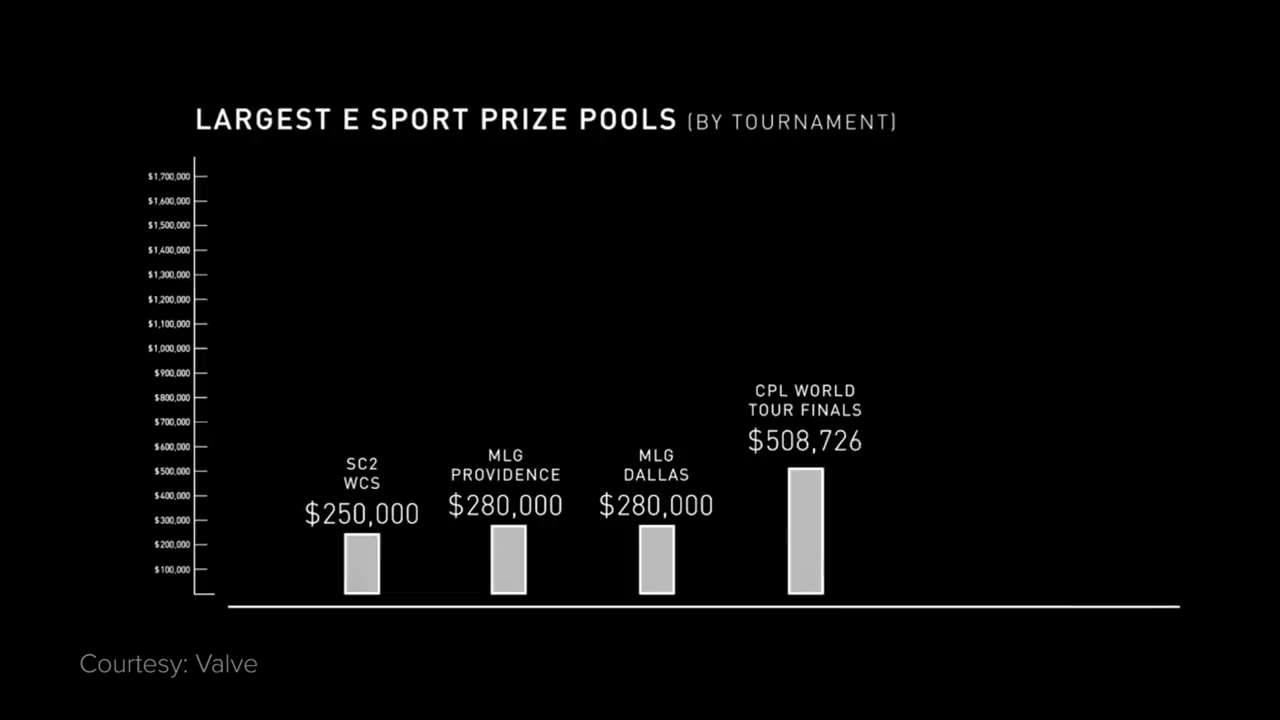 LARGEST E SPORT PRIZE POOLS (BY TOURNAMENT)
$1,700,000
$1,600,000
$1,500,000
$1,400,000
$1,300,000
$1,200,000
$1,100,000
$1,000,000
$900,000
$800,000
$700,000
$600,000
$500,000
$400,000
$300,000
$200,000
$100,000
SC2
WCS
$250,000
MLG
PROVIDENCE
$280,000
MLG
DALLAS
$280,000
CPL WORLD
TOUR FINALS
$508,726
Courtesy: Valve